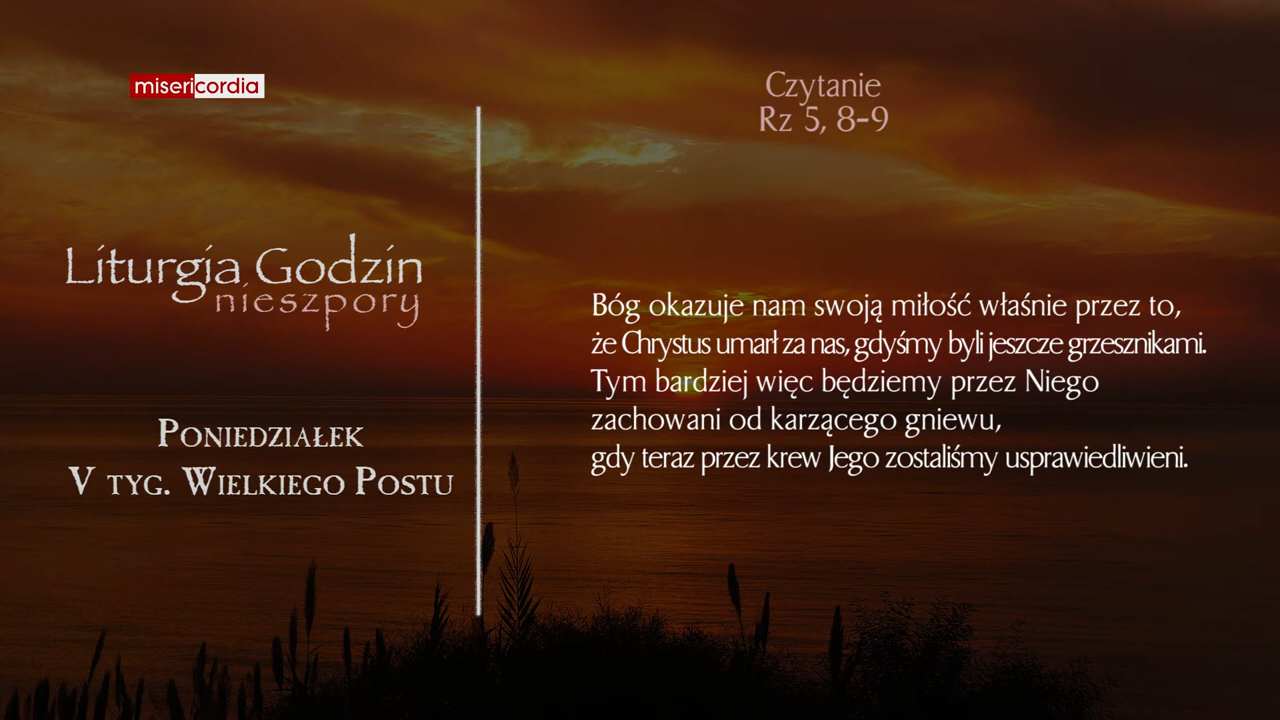 misericordia
Liturgia Godzin
nieszpory
Poniedziałek
V tyg. Wielkiego Postu
Czytanie
Rz 5, 8-9
Bóg okazuje nam swoją miłość właśnie przez to,
że Chrystus umarł za nas, gdyśmy byli jeszcze grzesznikami.
Tym bardziej więc będziemy przez Niego
zachowani od karzącego gniewu,
gdy teraz przez krew Jego zostaliśmy usprawiedliwieni.